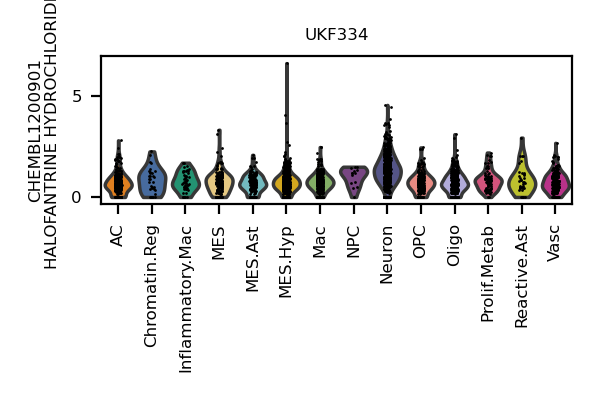 UKF334
CHEMBL1200901
HALOFANTRINE HYDROCHLORIDE
5
0
AC
Chromatin.Reg
Inflammatory.Mac
MES
MES.Ast
MES.Hyp
Mac
NPC
Neuron
OPC
Oligo
Prolif.Metab
Reactive.Ast
Vasc